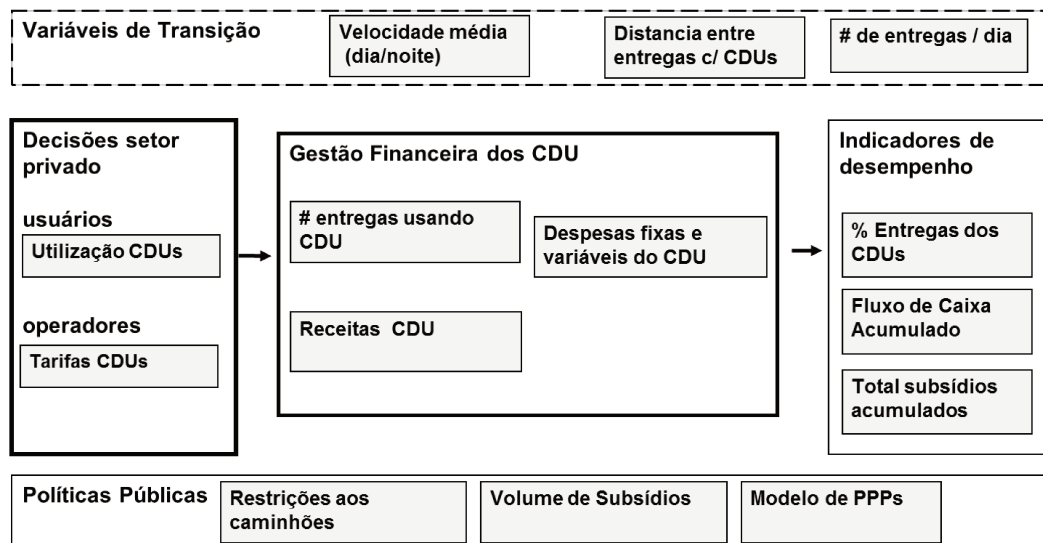 Variáveis de Transição
Velocidade média
(dia/noite)
Distancia entre
entregas c/ CDUs
# de entregas / dia
Decisões setor
privado
usuários
Utilização CDUs
operadores
Tarifas CDUs
Gestão Financeira dos CDU
# entregas usando
CDU
Despesas fixas e
variáveis do CDU
Receitas CDU
Indicadores de
desempenho
% Entregas dos
CDUs
Fluxo de Caixa
Acumulado
Total subsídios
acumulados
Políticas Públicas
Restrições aos
caminhões
Volume de Subsídios
Modelo de PPPs